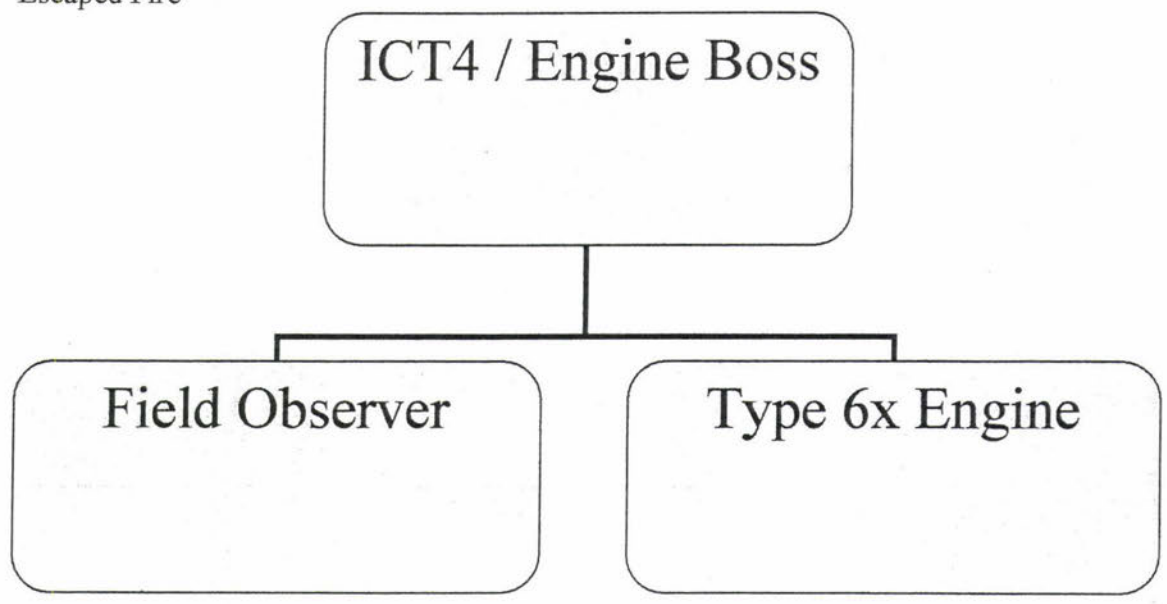 Escaped Fire
ICT4 / Engine Boss
Field Observer
Type 6x Engine